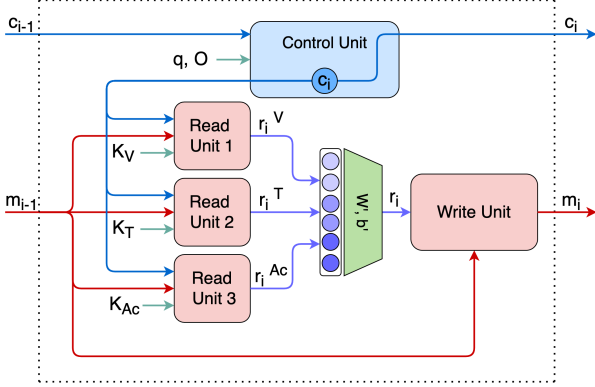 c_{i-1}
c_i
Control Unit
q, O
c_i
Read
Unit 1
r_i^V
K_V
m_{i-1}
Read
Unit 2
r_i^T
K_T
W', b'
r_i
Write Unit
m_i
Read
Unit 3
r_i^{Ac}
K_{Ac}